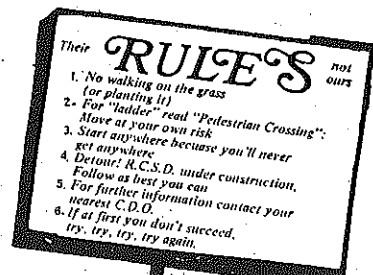 Their RULE'S not ours
1. No walking on the grass
(or planting it)
2. For "ladder" read "Pedestrian Crossing":
Move at your own risk
3. Start anywhere becuase you'll never
get anywhere
4. Detour! R.C.S.D. under construction,
Follow as best you can
5. For further information contact your
nearest C.D.O.
6. If at first you don't succeed,
try, try, try, try again.